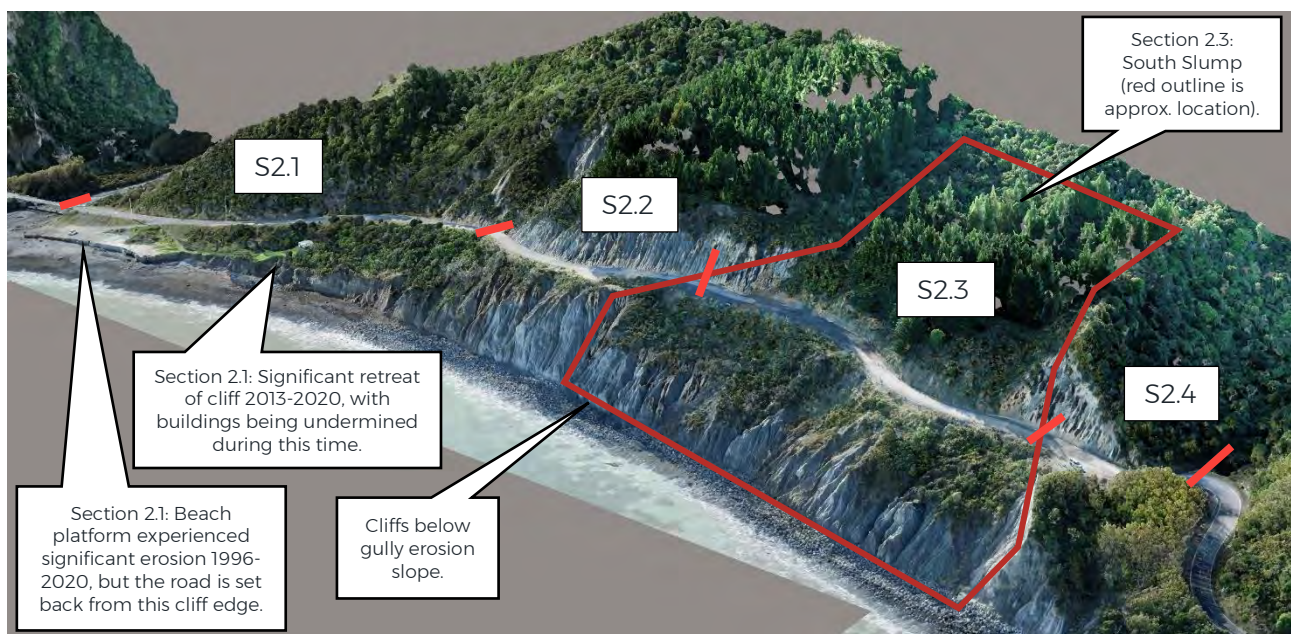 Section 2.3:
South Slump
(red outline is
approx. location).
S2.1
S2.2
S2.3
S2.4
Section 2.1: Significant retreat
of cliff 2013-2020, with
buildings being undermined
during this time.
Section 2.1: Beach
platform experienced
significant erosion 1996-
2020, but the road is set
back from this cliff edge.
Cliffs below
gully erosion
slope.